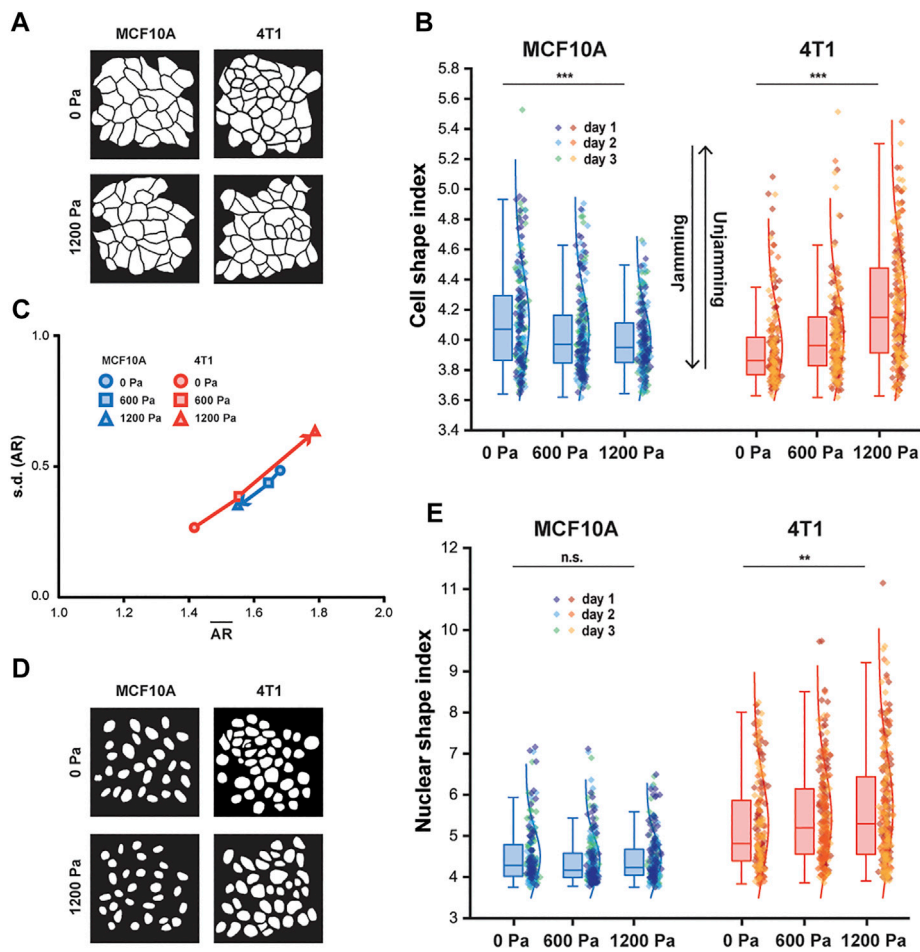 A
MCF10A 4T1
0 Pa
1200 Pa
B
MCF10A 4T1
*** ***
Cell shape index
5.8
5.6
5.4
5.2
5.0
4.8
4.6
4.4
4.2
4.0
3.8
3.6
3.4
day 1
day 2
day 3
Jamming
Unjamming
0 Pa 600 Pa 1200 Pa 0 Pa 600 Pa 1200 Pa
C
s.d. (AR)
1.0
0.5
0.0
MCF10A 4T1
0 Pa 0 Pa
600 Pa 600 Pa
1200 Pa 1200 Pa
1.0 1.2 1.4 1.6 1.8 2.0
AR
D
MCF10A 4T1
0 Pa
1200 Pa
E
MCF10A 4T1
n.s. **
Nuclear shape index
12
11
10
9
8
7
6
5
4
3
day 1
day 2
day 3
0 Pa 600 Pa 1200 Pa 0 Pa 600 Pa 1200 Pa